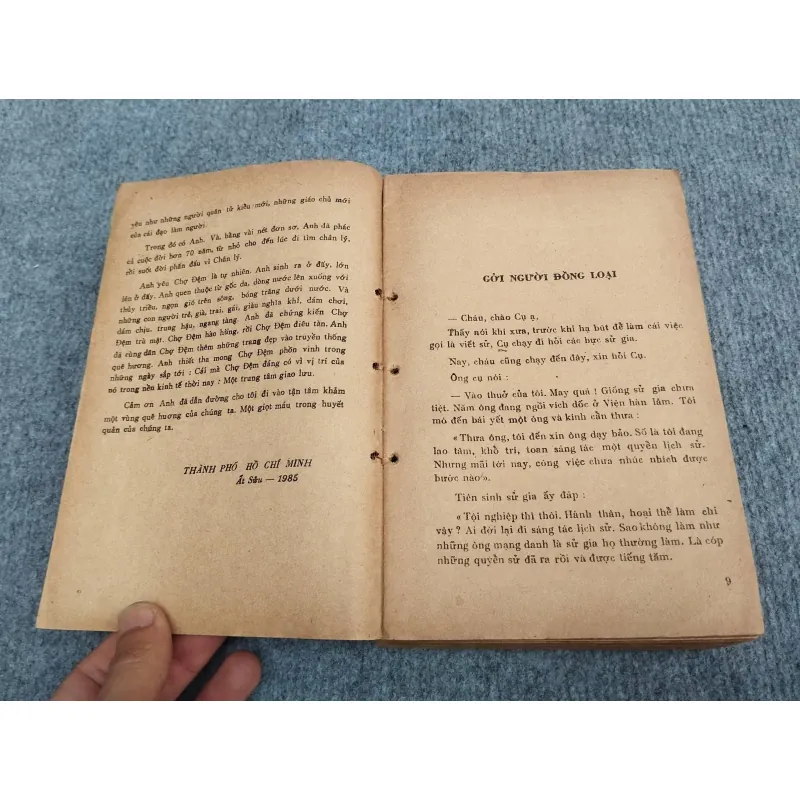 yêu như những người quân tử kiểu mới, những giáo chủ mới
của cái đạo làm người.
Trong đó có Anh. Và, bằng vài nét đơn sơ, Anh đã phác
cả cuộc đời hơn 70 năm, từ nhỏ cho đến lúc đi tìm chân lý,
rồi suốt đời phấn đấu vì Chân lý.
Anh yêu Chợ Đệm là tự nhiên. Anh sinh ra ở đấy, lớn
lên ở đấy. Anh quen thuộc từ gốc da, dòng nước lên xuống với
thủy triều, ngọn gió trên sông, bóng trăng dưới nước. Và
những con người trẻ, già, trai, gái, giàu nghĩa khí, dám chơi,
dám chịu, trung hậu, ngang tàng. Anh đã chứng kiến Chợ
Đệm trù mật. Chợ Đệm hào hùng, rồi Chợ Đệm điêu tàn. Anh
đã cùng dân Chợ Đệm thêm những trang đẹp vào truyền thống
quê hương. Anh thiết tha mong Chợ Đệm phồn vinh trong
những ngày sắp tới : Cái mà Chợ Đệm đáng có vì vị trí của
nó trong nền kinh tế thời nay : Một trung tâm giao lưu.
Cám ơn Anh đã dẫn đường cho tôi đi vào tận tâm khảm
một vùng quê hương của chúng ta. Một giọt máu trong huyết
quản của chúng ta.
THÀNH PHỐ HỒ CHÍ MINH
Ất Sửu — 1985
GỞI NGƯỜI ĐỒNG LOẠI
— Cháu, chào Cụ ạ,
Thầy nói khi xưa, trước khi hạ bút để làm cái việc
gọi là viết sử, Cụ chạy đi hỏi các bực sử gia.
Nay, cháu cũng chạy đến đây, xin hỏi Cụ.
Ông cụ nói :
— Vào thuở của tôi. May quá ! Giống sử gia chưa
tiệt. Năm ông đang ngồi vích đốc ở Viện hàn lâm. Tôi
mò đến bái yết một ông và kính cẩn thưa :
«Thưa ông, tôi đến xin ông dạy bảo. Số là tôi đang
lao tâm, khổ trí, toan sáng tác một quyển lịch sử.
Nhưng mãi tới nay, công việc chưa nhúc nhích được
bước nào».
Tiên sinh sử gia ấy đáp :
«Tội nghiệp thì thôi. Hành thân, hoại thể làm chi
vậy ? Ai đời lại đi sáng tác lịch sử. Sao không làm như
những ông mạng danh là sử gia họ thường làm. Là cóp
những quyển sử đã ra rồi và được tiếng tăm.
9